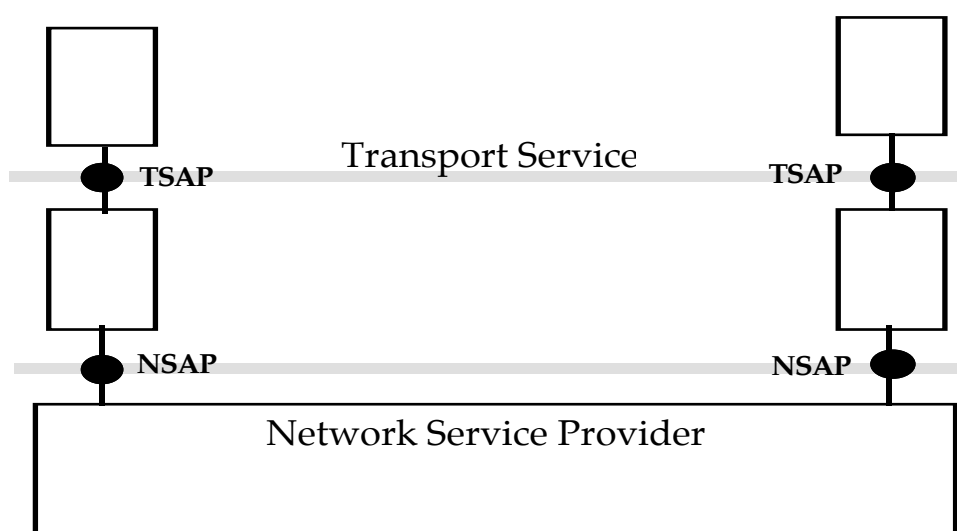 Transport Service
TSAP TSAP
NSAP NSAP
Network Service Provider